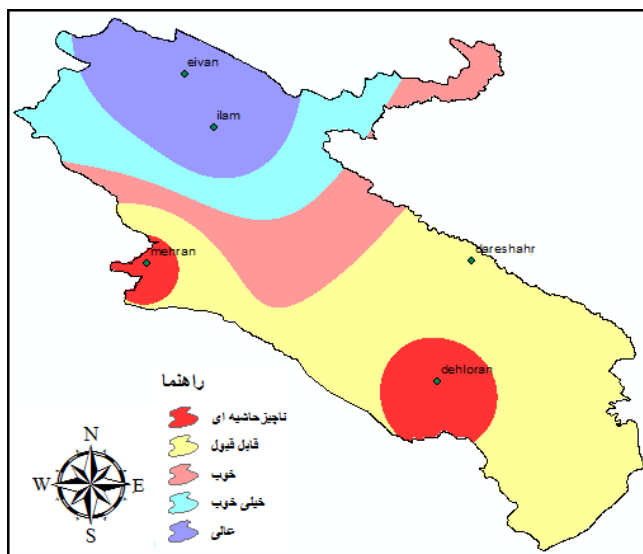 eivan
ilam
mehran
dareshahr
dehloran
راهنما
ناچیزحاشیه ای
قابل قبول
خوب
خیلی خوب
عالی
N
W E
S